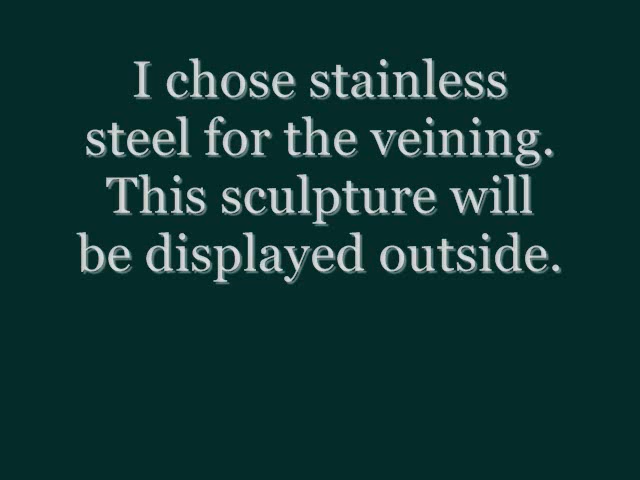 I chose stainless
steel for the veining.
This sculpture will
be displayed outside.